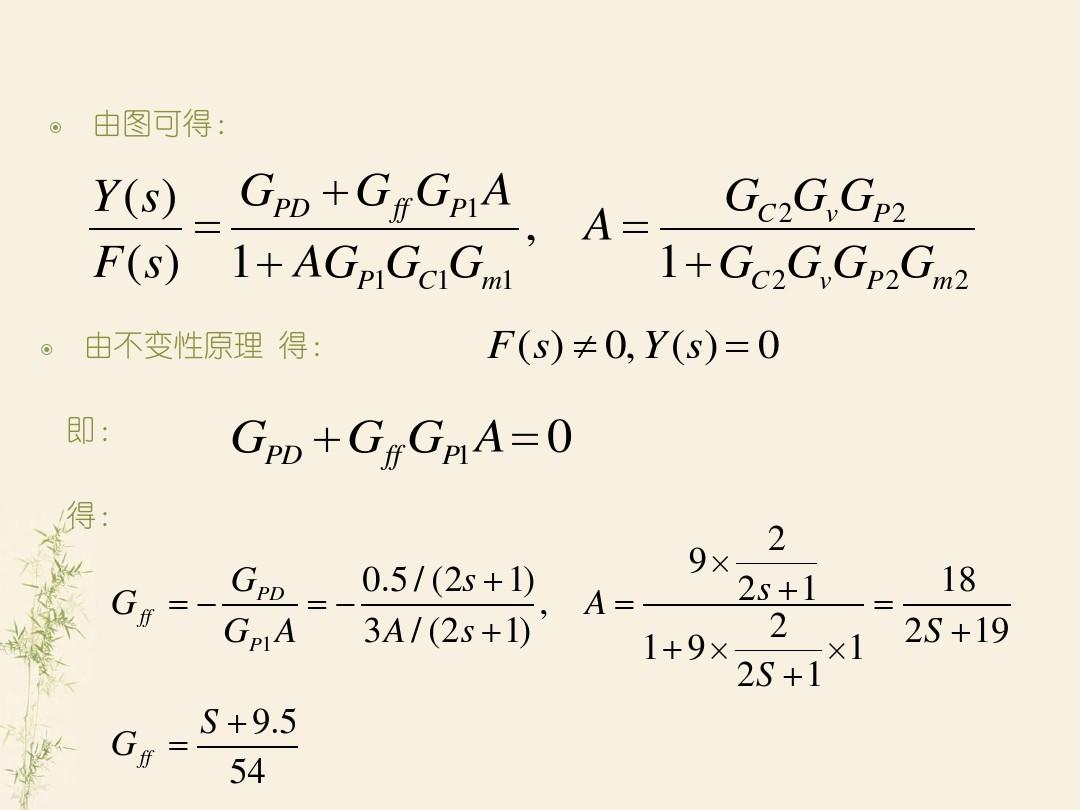 由图可得：
Y(s)/F(s) = (G_PD + G_ff G_P1 A)/(1 + A G_P1 G_C1 G_m1), A = (G_C2 G_v G_P2)/(1 + G_C2 G_v G_P2 G_m2)
由不变性原理 得： F(s) ≠ 0, Y(s) = 0
即： G_PD + G_ff G_P1 A = 0
得：
G_ff = − G_PD/(G_P1 A) = − (0.5 / (2s + 1))/(3A / (2s + 1)), A = (9 × 2/(2s + 1))/(1 + 9 × 2/(2S + 1) × 1) = 18/(2S + 19)
G_ff = (S + 9.5)/54